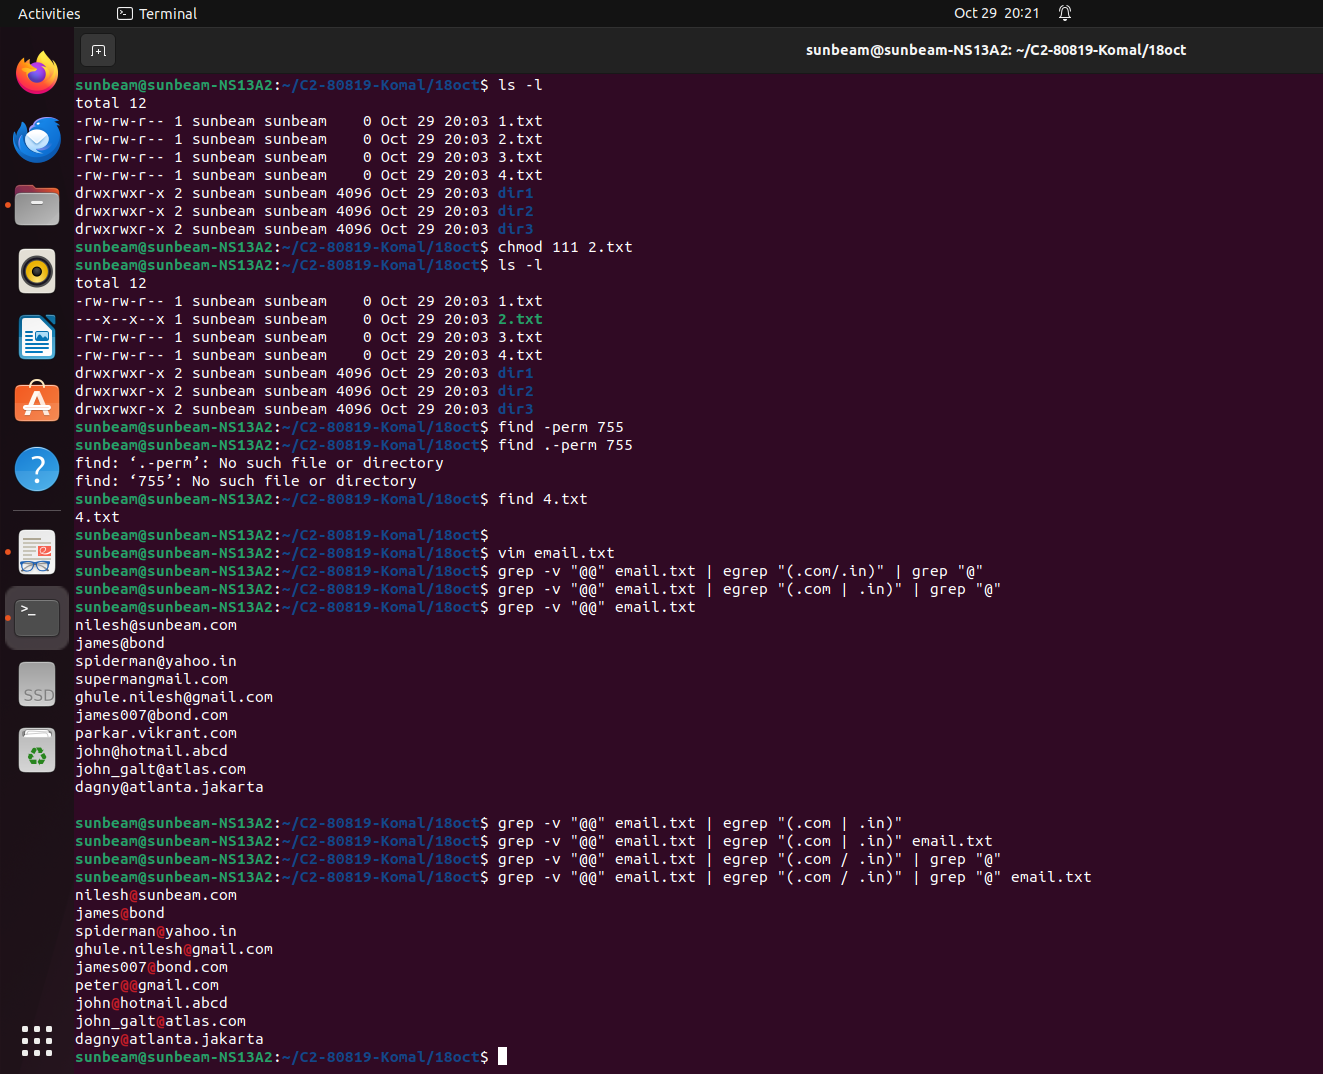 Activities
Terminal
Oct 29 20:21
sunbeam@sunbeam-NS13A2: ~/C2-80819-Komal/18oct
sunbeam@sunbeam-NS13A2:~/C2-80819-Komal/18oct$ ls -l
total 12
-rw-rw-r-- 1 sunbeam sunbeam    0 Oct 29 20:03 1.txt
-rw-rw-r-- 1 sunbeam sunbeam    0 Oct 29 20:03 2.txt
-rw-rw-r-- 1 sunbeam sunbeam    0 Oct 29 20:03 3.txt
-rw-rw-r-- 1 sunbeam sunbeam    0 Oct 29 20:03 4.txt
drwxrwxr-x 2 sunbeam sunbeam 4096 Oct 29 20:03 dir1
drwxrwxr-x 2 sunbeam sunbeam 4096 Oct 29 20:03 dir2
drwxrwxr-x 2 sunbeam sunbeam 4096 Oct 29 20:03 dir3
sunbeam@sunbeam-NS13A2:~/C2-80819-Komal/18oct$ chmod 111 2.txt
sunbeam@sunbeam-NS13A2:~/C2-80819-Komal/18oct$ ls -l
total 12
-rw-rw-r-- 1 sunbeam sunbeam    0 Oct 29 20:03 1.txt
---x--x--x 1 sunbeam sunbeam    0 Oct 29 20:03 2.txt
-rw-rw-r-- 1 sunbeam sunbeam    0 Oct 29 20:03 3.txt
-rw-rw-r-- 1 sunbeam sunbeam    0 Oct 29 20:03 4.txt
drwxrwxr-x 2 sunbeam sunbeam 4096 Oct 29 20:03 dir1
drwxrwxr-x 2 sunbeam sunbeam 4096 Oct 29 20:03 dir2
drwxrwxr-x 2 sunbeam sunbeam 4096 Oct 29 20:03 dir3
sunbeam@sunbeam-NS13A2:~/C2-80819-Komal/18oct$ find -perm 755
sunbeam@sunbeam-NS13A2:~/C2-80819-Komal/18oct$ find .-perm 755
find: ‘.-perm’: No such file or directory
find: ‘755’: No such file or directory
sunbeam@sunbeam-NS13A2:~/C2-80819-Komal/18oct$ find 4.txt
4.txt
sunbeam@sunbeam-NS13A2:~/C2-80819-Komal/18oct$
sunbeam@sunbeam-NS13A2:~/C2-80819-Komal/18oct$ vim email.txt
sunbeam@sunbeam-NS13A2:~/C2-80819-Komal/18oct$ grep -v "@@" email.txt | egrep "(.com/.in)" | grep "@"
sunbeam@sunbeam-NS13A2:~/C2-80819-Komal/18oct$ grep -v "@@" email.txt | egrep "(.com | .in)" | grep "@"
sunbeam@sunbeam-NS13A2:~/C2-80819-Komal/18oct$ grep -v "@@" email.txt
nilesh@sunbeam.com
james@bond
spiderman@yahoo.in
supermangmail.com
ghule.nilesh@gmail.com
james007@bond.com
parkar.vikrant.com
john@hotmail.abcd
john_galt@atlas.com
dagny@atlanta.jakarta
sunbeam@sunbeam-NS13A2:~/C2-80819-Komal/18oct$ grep -v "@@" email.txt | egrep "(.com | .in)"
sunbeam@sunbeam-NS13A2:~/C2-80819-Komal/18oct$ grep -v "@@" email.txt | egrep "(.com | .in)" email.txt
sunbeam@sunbeam-NS13A2:~/C2-80819-Komal/18oct$ grep -v "@@" email.txt | egrep "(.com / .in)" | grep "@"
sunbeam@sunbeam-NS13A2:~/C2-80819-Komal/18oct$ grep -v "@@" email.txt | egrep "(.com / .in)" | grep "@" email.txt
nilesh@sunbeam.com
james@bond
spiderman@yahoo.in
ghule.nilesh@gmail.com
james007@bond.com
peter@@gmail.com
john@hotmail.abcd
john_galt@atlas.com
dagny@atlanta.jakarta
sunbeam@sunbeam-NS13A2:~/C2-80819-Komal/18oct$
SSD